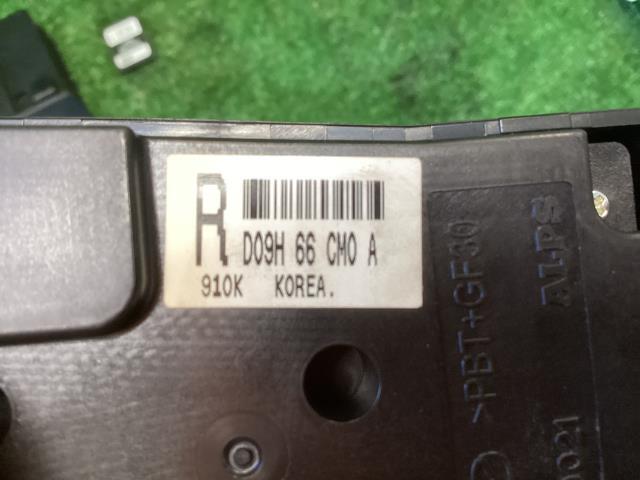 R
D09H 66 CM0 A
910K KOREA.
>PBT+GF30
ALPS